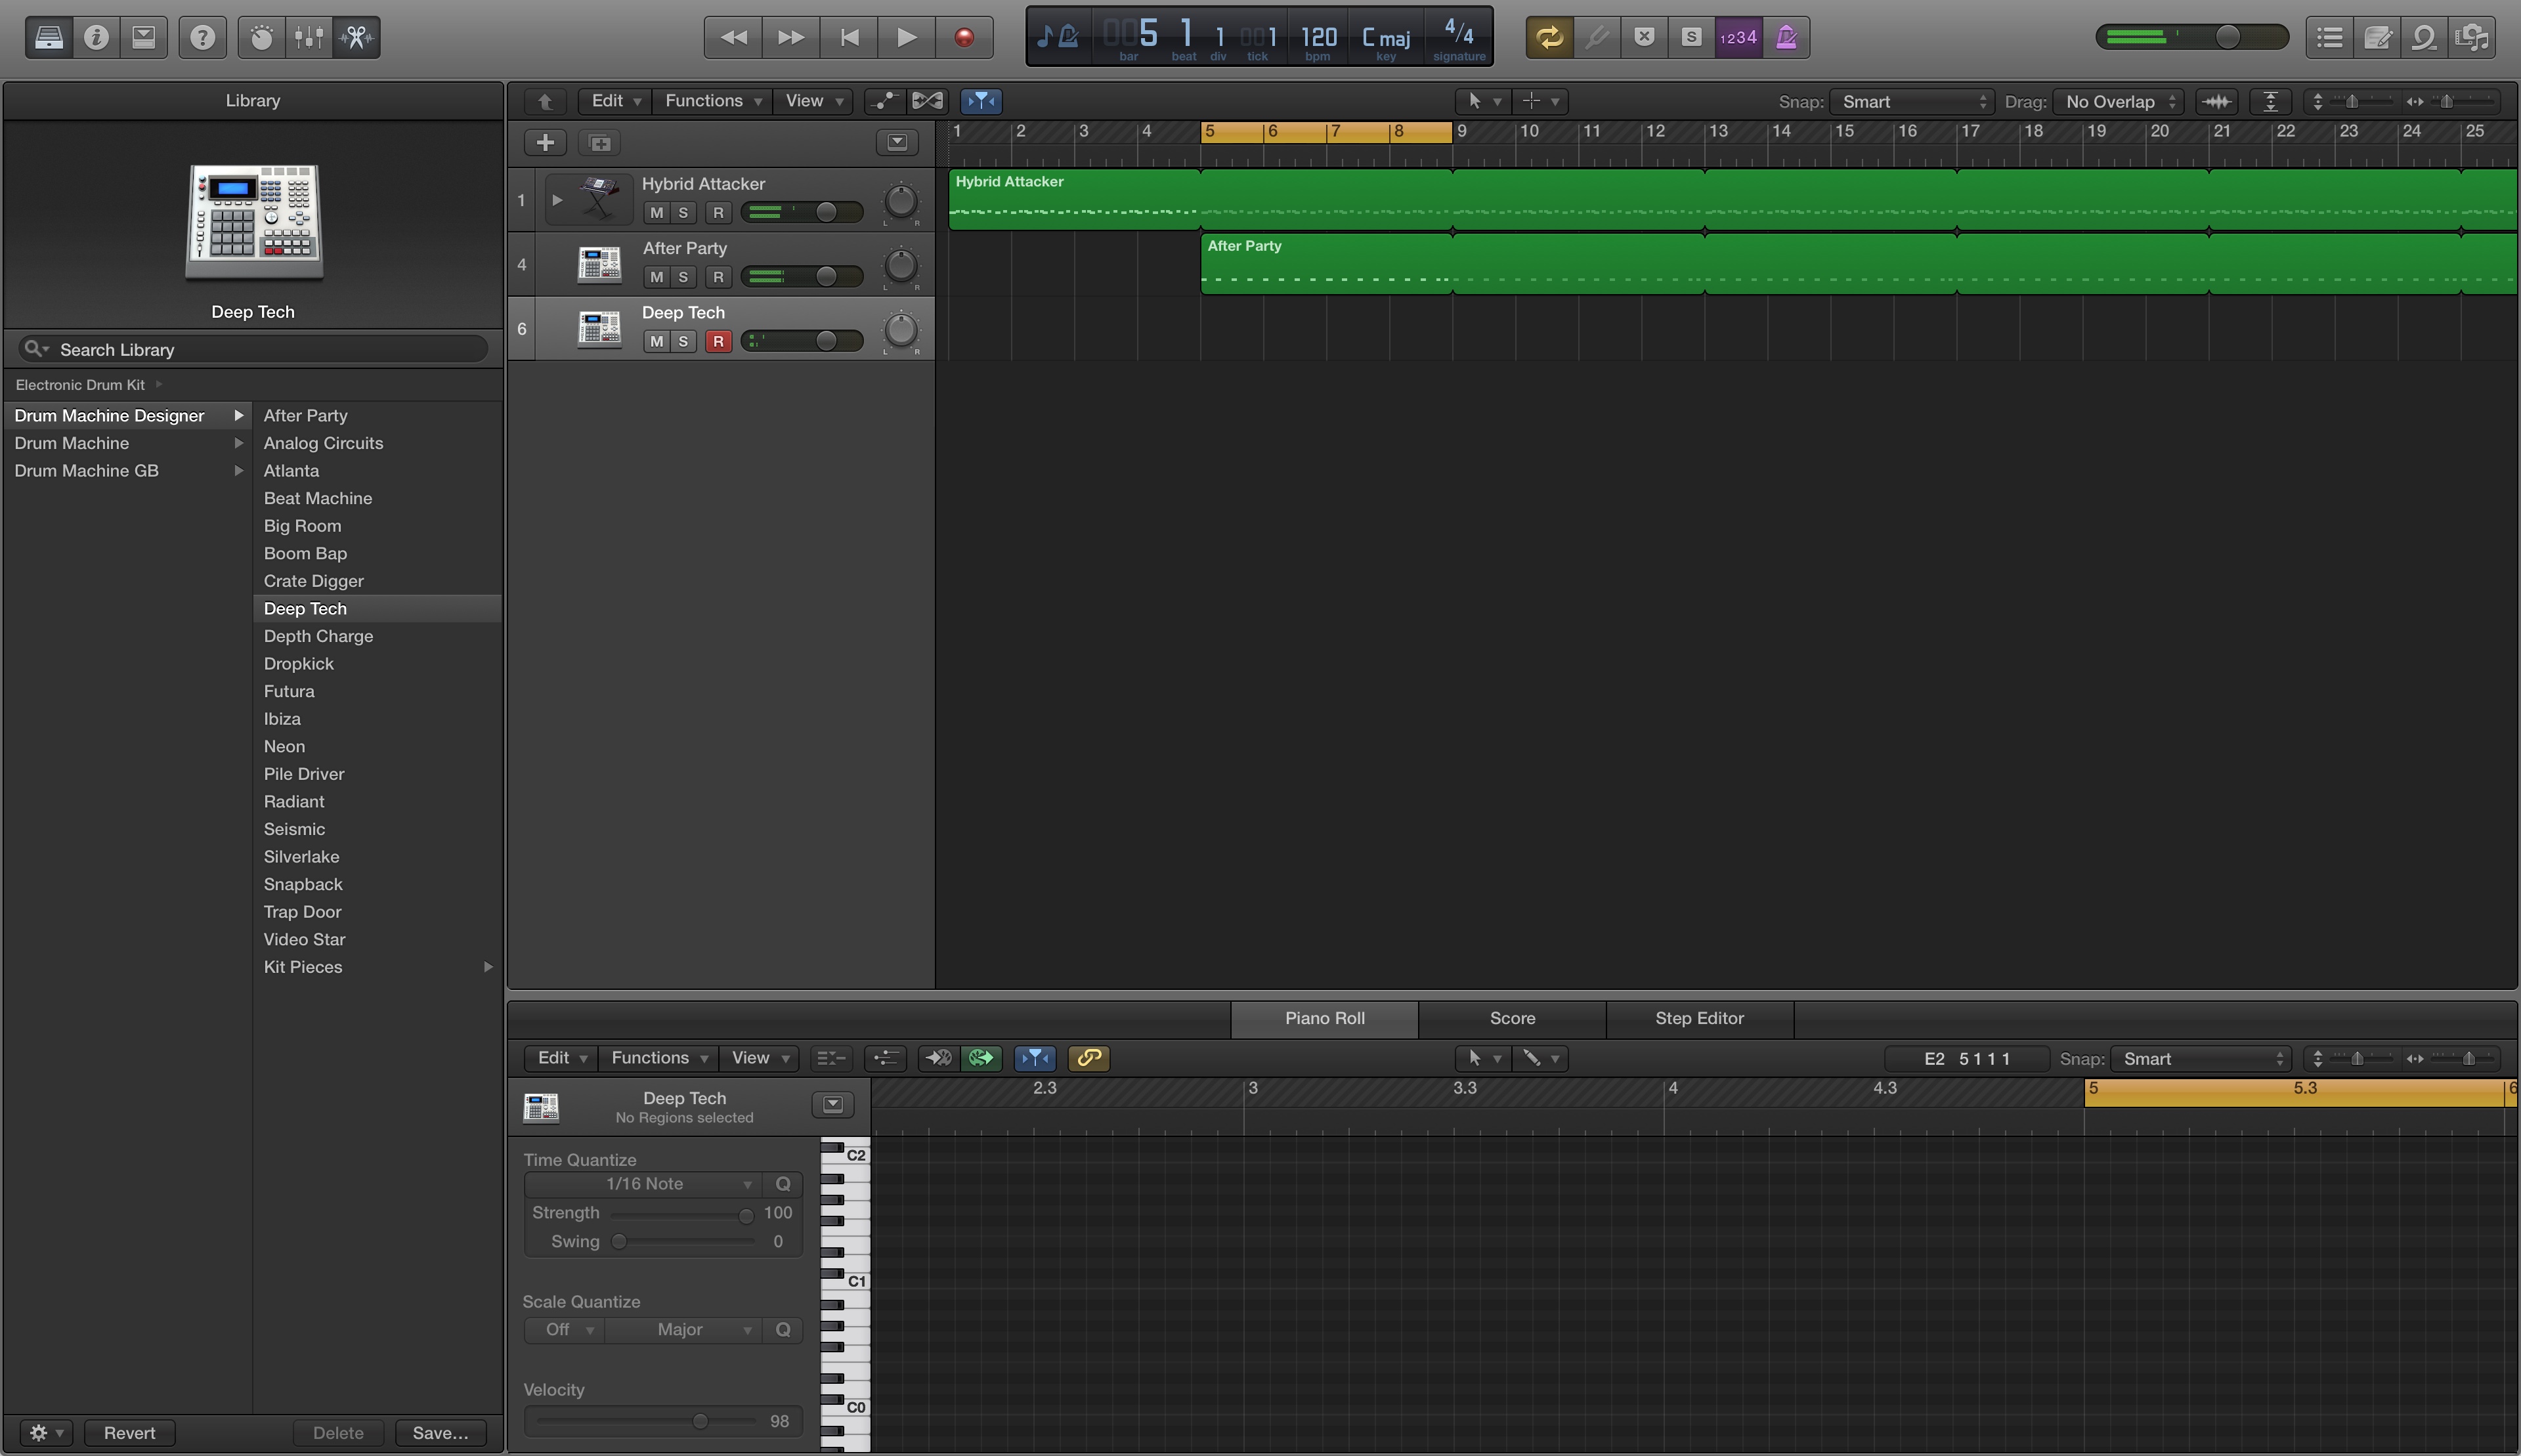 005 1 1 001 120 C maj 4/4
bar beat div tick bpm key signature
S
1234
Library
Edit Functions View
Snap: Smart Drag: No Overlap
1 2 3 4 5 6 7 8 9 10 11 12 13 14 15 16 17 18 19 20 21 22 23 24 25
Deep Tech
Search Library
Electronic Drum Kit
Drum Machine Designer
Drum Machine
Drum Machine GB
After Party
Analog Circuits
Atlanta
Beat Machine
Big Room
Boom Bap
Crate Digger
Deep Tech
Depth Charge
Dropkick
Futura
Ibiza
Neon
Pile Driver
Radiant
Seismic
Silverlake
Snapback
Trap Door
Video Star
Kit Pieces
Revert Delete Save...
1 Hybrid Attacker
M S R
L R
Hybrid Attacker
4 After Party
M S R
L R
After Party
6 Deep Tech
M S R
L R
Piano Roll Score Step Editor
Edit Functions View
E2 5 1 1 1 Snap: Smart
Deep Tech
No Regions selected
2.3 3 3.3 4 4.3 5 5.3 6
Time Quantize
1/16 Note Q
Strength 100
Swing 0
Scale Quantize
Off Major Q
Velocity
98
C2
C1
C0